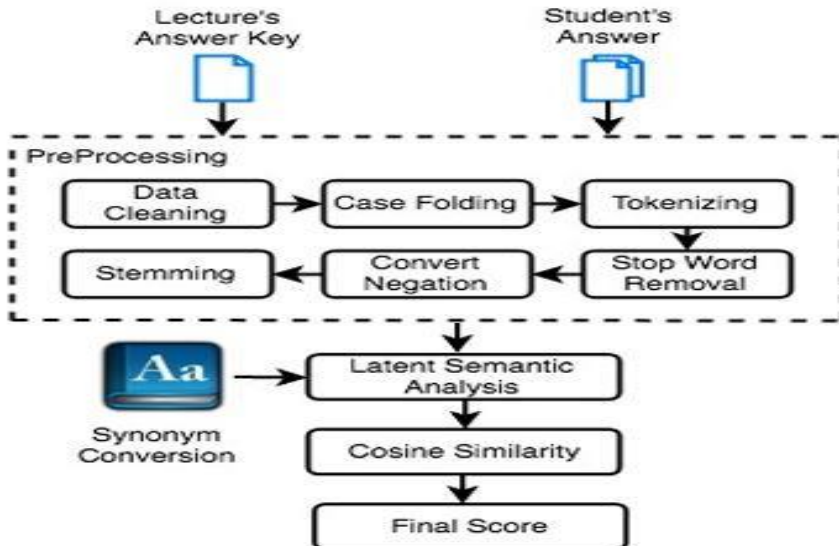 Lecture's
Answer Key
Student's
Answer
PreProcessing
Data
Cleaning
Case Folding
Tokenizing
Stemming
Convert
Negation
Stop Word
Removal
Aa
Latent Semantic
Analysis
Synonym
Conversion
Cosine Similarity
Final Score